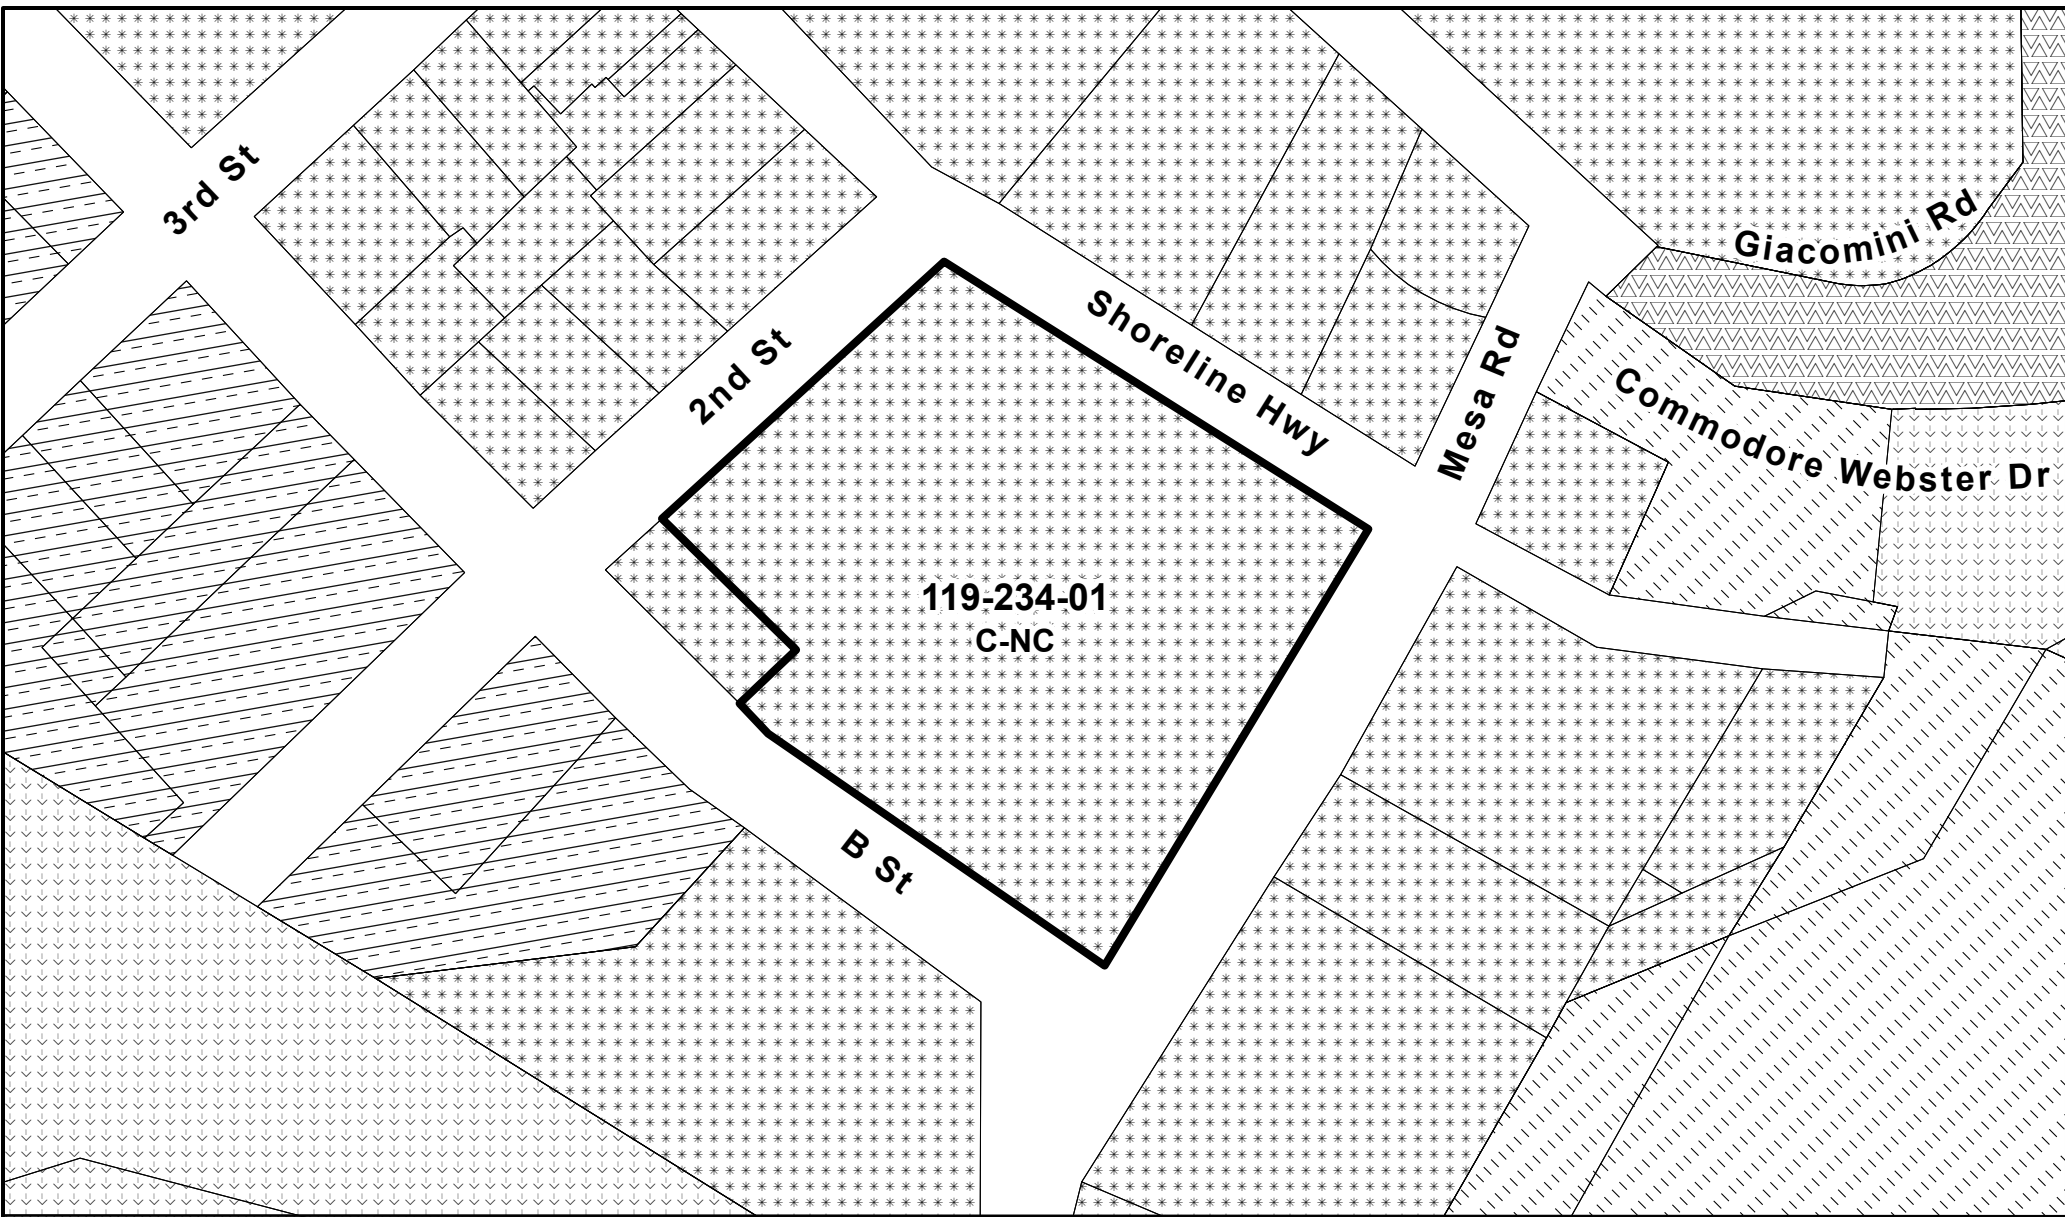 3rd St
Giacomini Rd
2nd St
Shoreline Hwy
Mesa Rd
Commodore Webster Dr
119-234-01
C-NC
B St